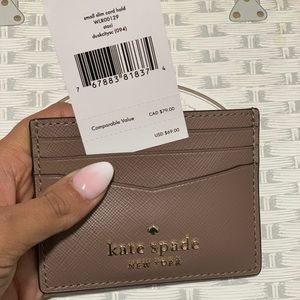 small slim card hold
WLR00129
staci
duskcitysc (094)
7 67883 81837 4
Comparable Value
CAD $79.00
USD $69.00
kate spade
NEW YORK